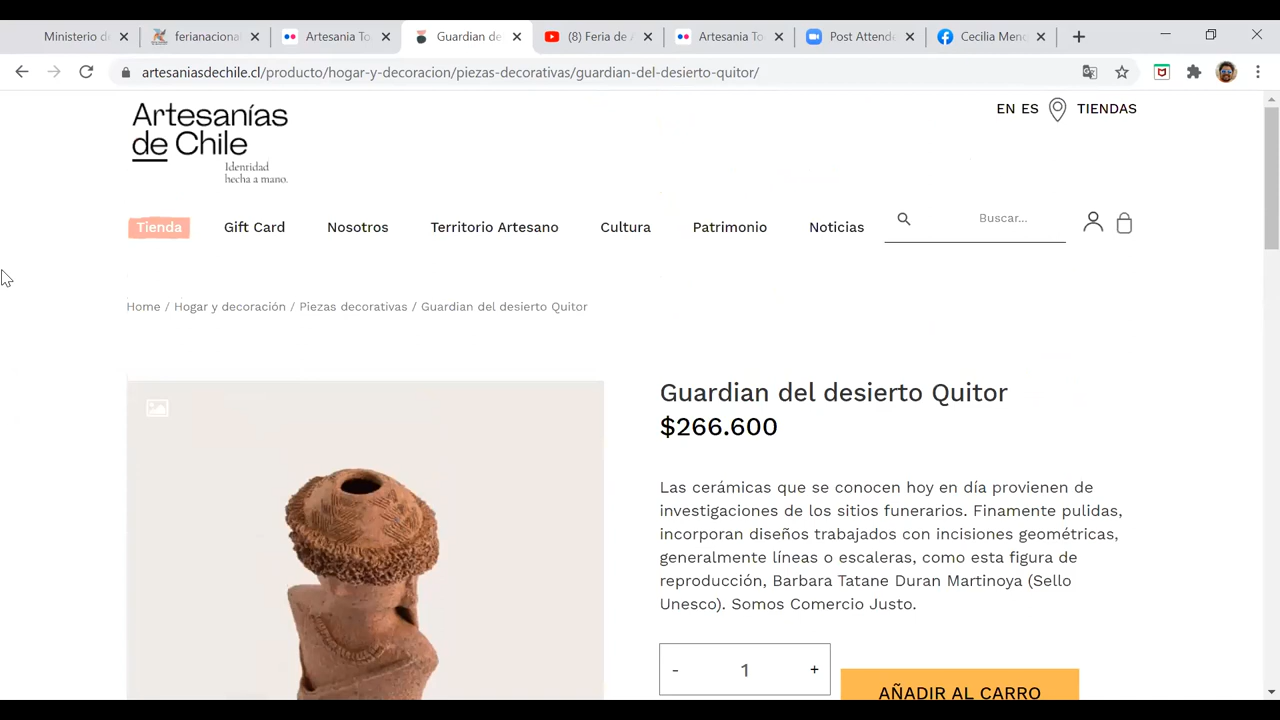 Ministerio d
ferianacional
Artesania To
Guardian de
(8) Feria de A
Artesania To
Post Attende
Cecilia Menc
artesaniasdechile.cl/producto/hogar-y-decoracion/piezas-decorativas/guardian-del-desierto-quitor/
Artesanías
de Chile
Identidad
hecha a mano.
EN ES TIENDAS
Tienda Gift Card Nosotros Territorio Artesano Cultura Patrimonio Noticias Buscar...
Home / Hogar y decoración / Piezas decorativas / Guardian del desierto Quitor
Guardian del desierto Quitor
$266.600
Las cerámicas que se conocen hoy en día provienen de
investigaciones de los sitios funerarios. Finamente pulidas,
incorporan diseños trabajados con incisiones geométricas,
generalmente líneas o escaleras, como esta figura de
reproducción, Barbara Tatane Duran Martinoya (Sello
Unesco). Somos Comercio Justo.
- 1 +
AÑADIR AL CARRO